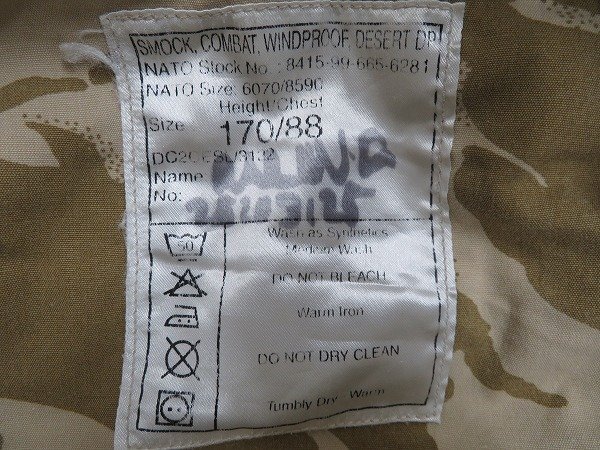 SMOCK, COMBAT, WINDPROOF, DESERT DP
NATO Stock No. : 8415-99-665-6281
NATO Size: 6070/8590
Height/Chest
Size 170/88
Name
No:
50
Wash as Synthetics
Medium Wash
DO NOT BLEACH
Warm Iron
DO NOT DRY CLEAN
Tumbly Dry Warm